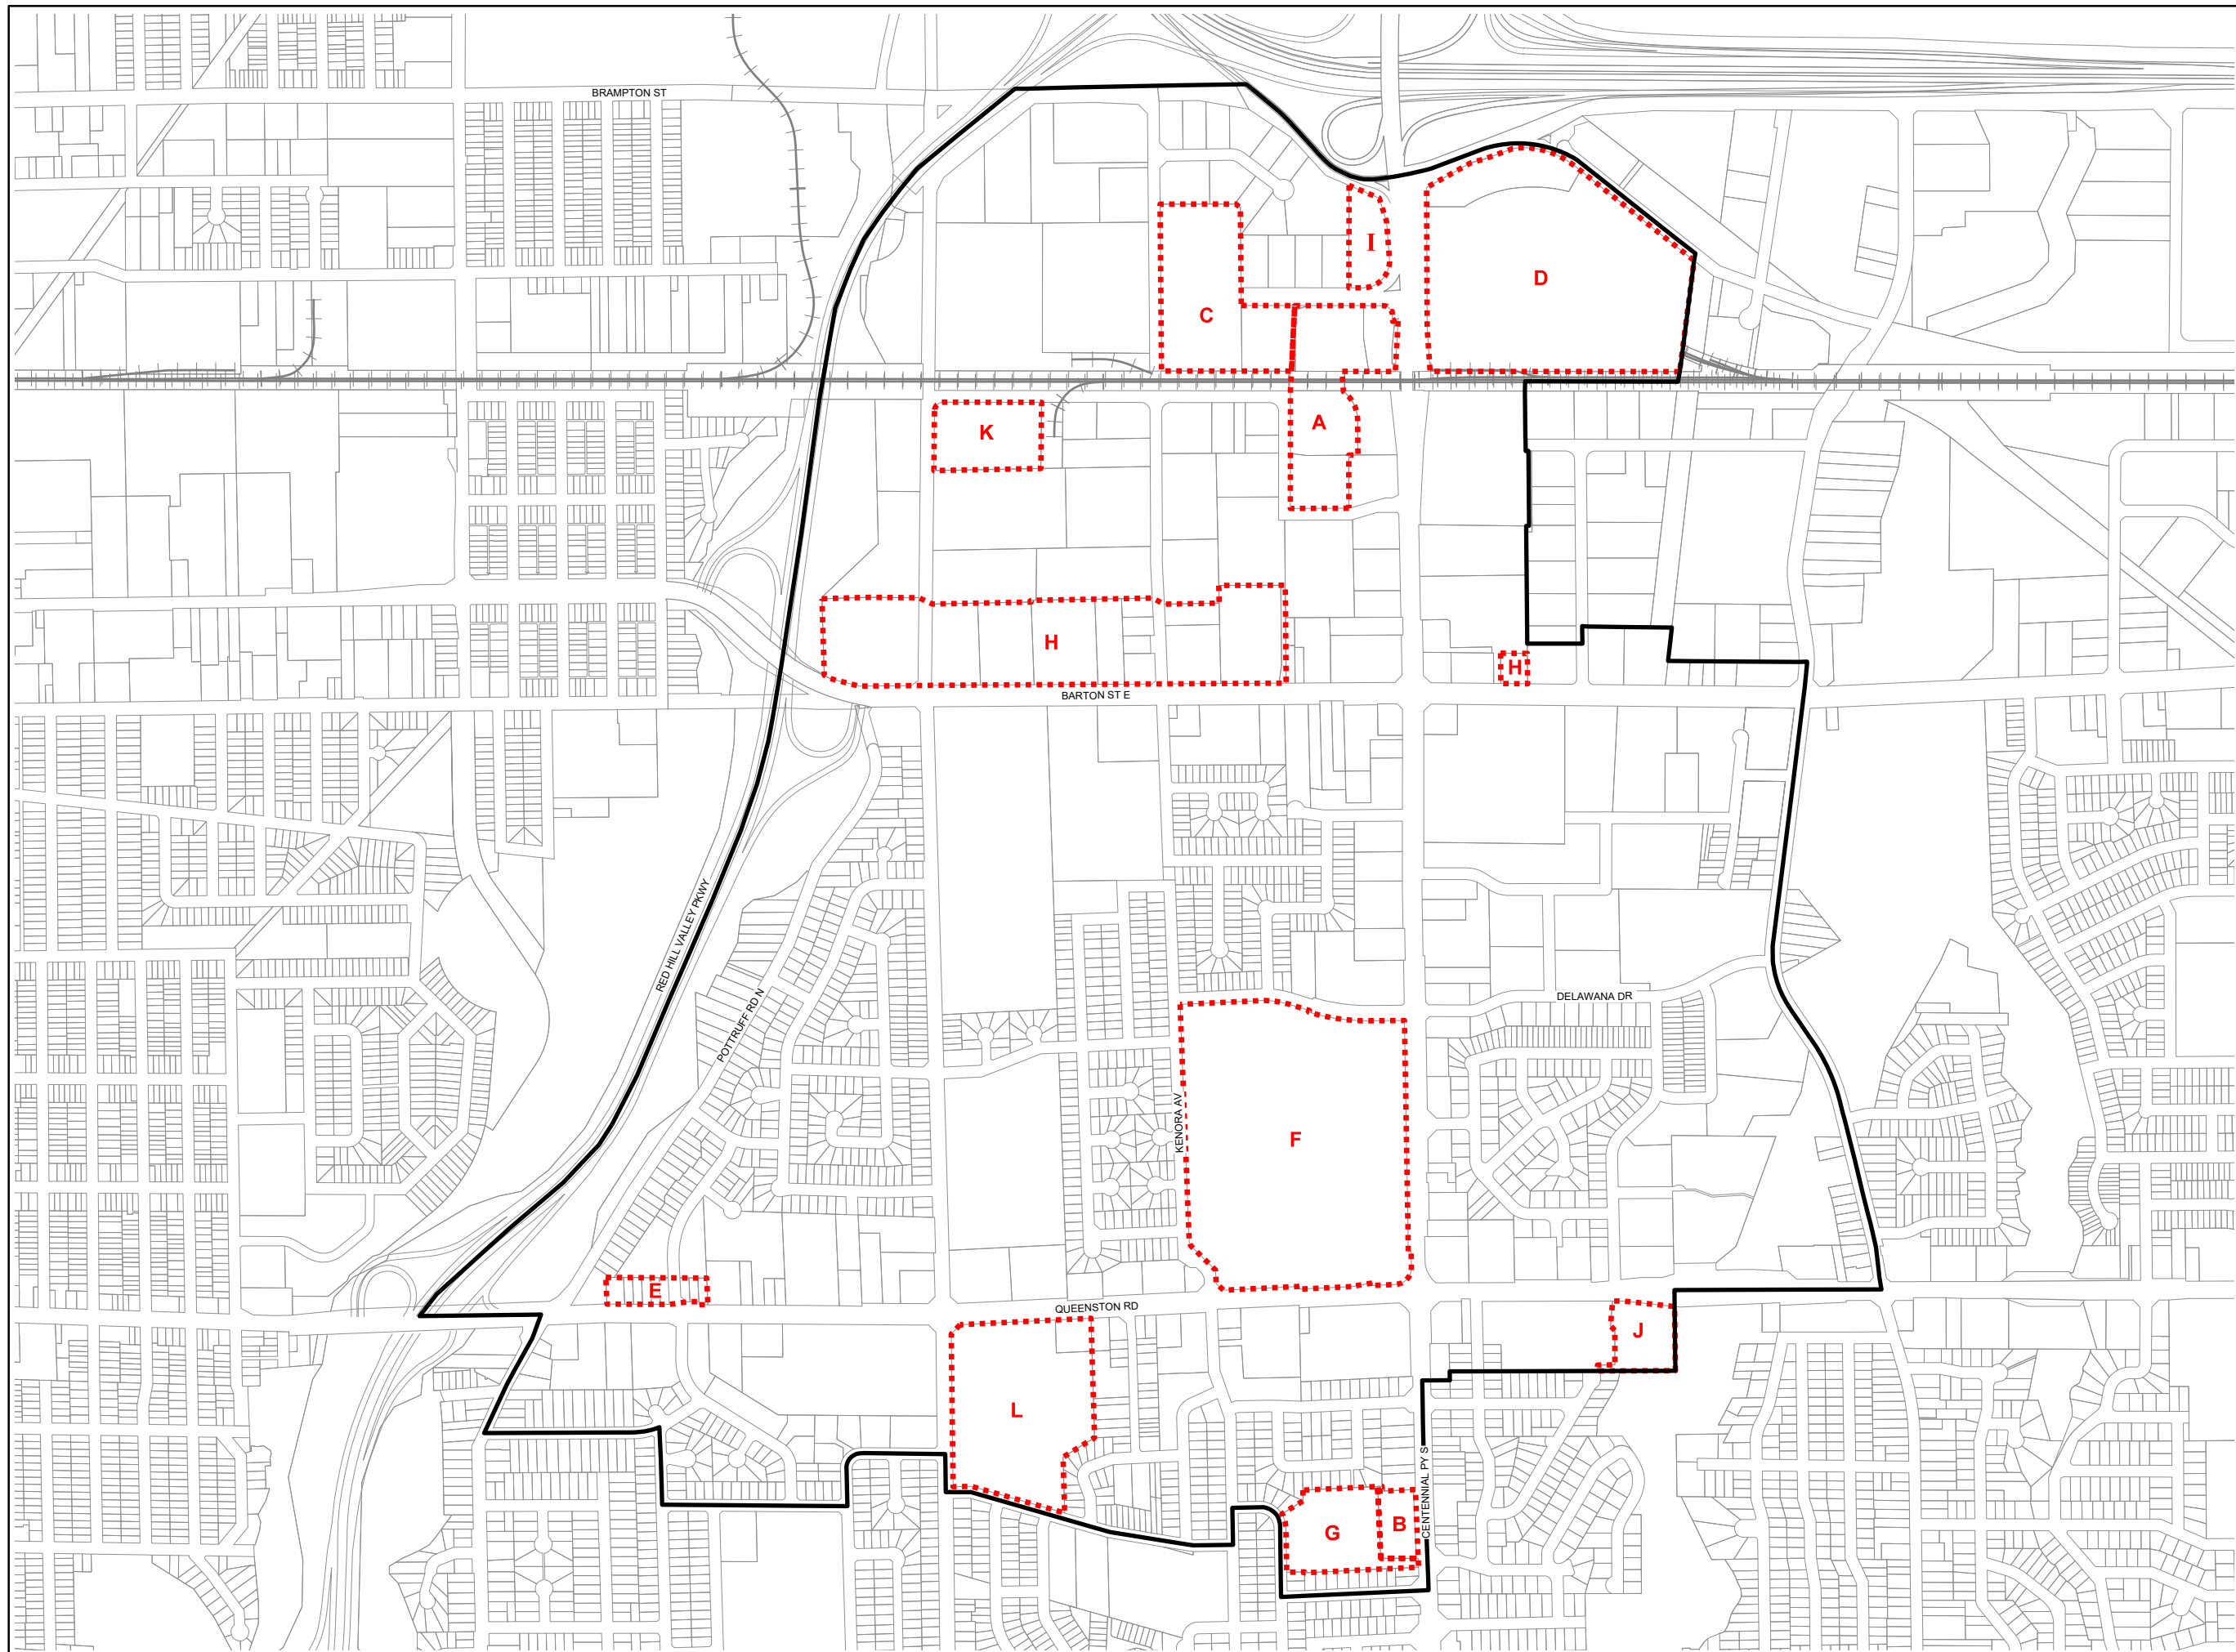 BRAMPTON ST
I
D
C
A
K
H
H
BARTON ST E
RED HILL VALLEY PKWY
POTTRUFF RD N
DELAWANA DR
KENORA AV
F
E
QUEENSTON RD
J
L
CENTENNIAL PY S
G
B